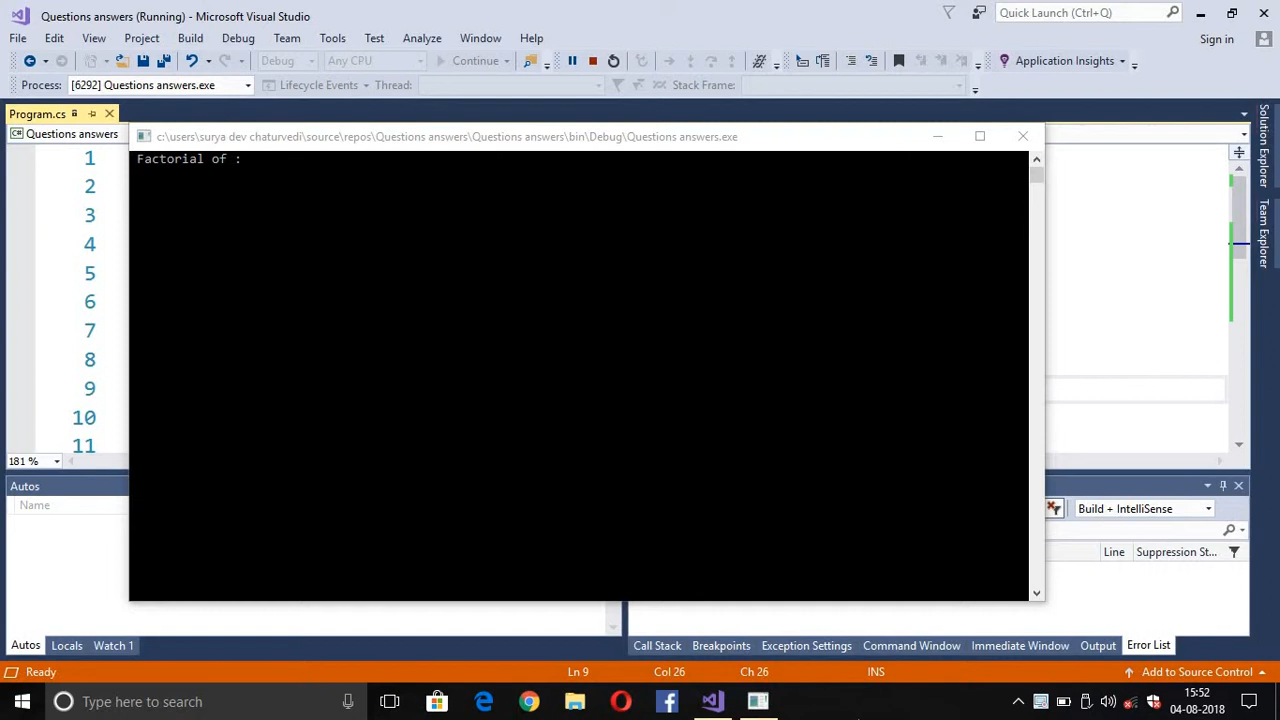 Questions answers (Running) - Microsoft Visual Studio
Quick Launch (Ctrl+Q)
File Edit View Project Build Debug Team Tools Test Analyze Window Help
Sign in
Debug Any CPU Continue Application Insights
Process: [6292] Questions answers.exe Lifecycle Events Thread: Stack Frame:
Program.cs
Questions answers
c:\users\surya dev chaturvedi\source\repos\Questions answers\Questions answers\bin\Debug\Questions answers.exe
Factorial of :
1
2
3
4
5
6
7
8
9
10
11
181 %
Solution Explorer
Team Explorer
Autos
Name
Build + IntelliSense
Line Suppression St...
Autos Locals Watch 1
Call Stack Breakpoints Exception Settings Command Window Immediate Window Output Error List
Ready Ln 9 Col 26 Ch 26 INS Add to Source Control
Type here to search
15:52
04-08-2018